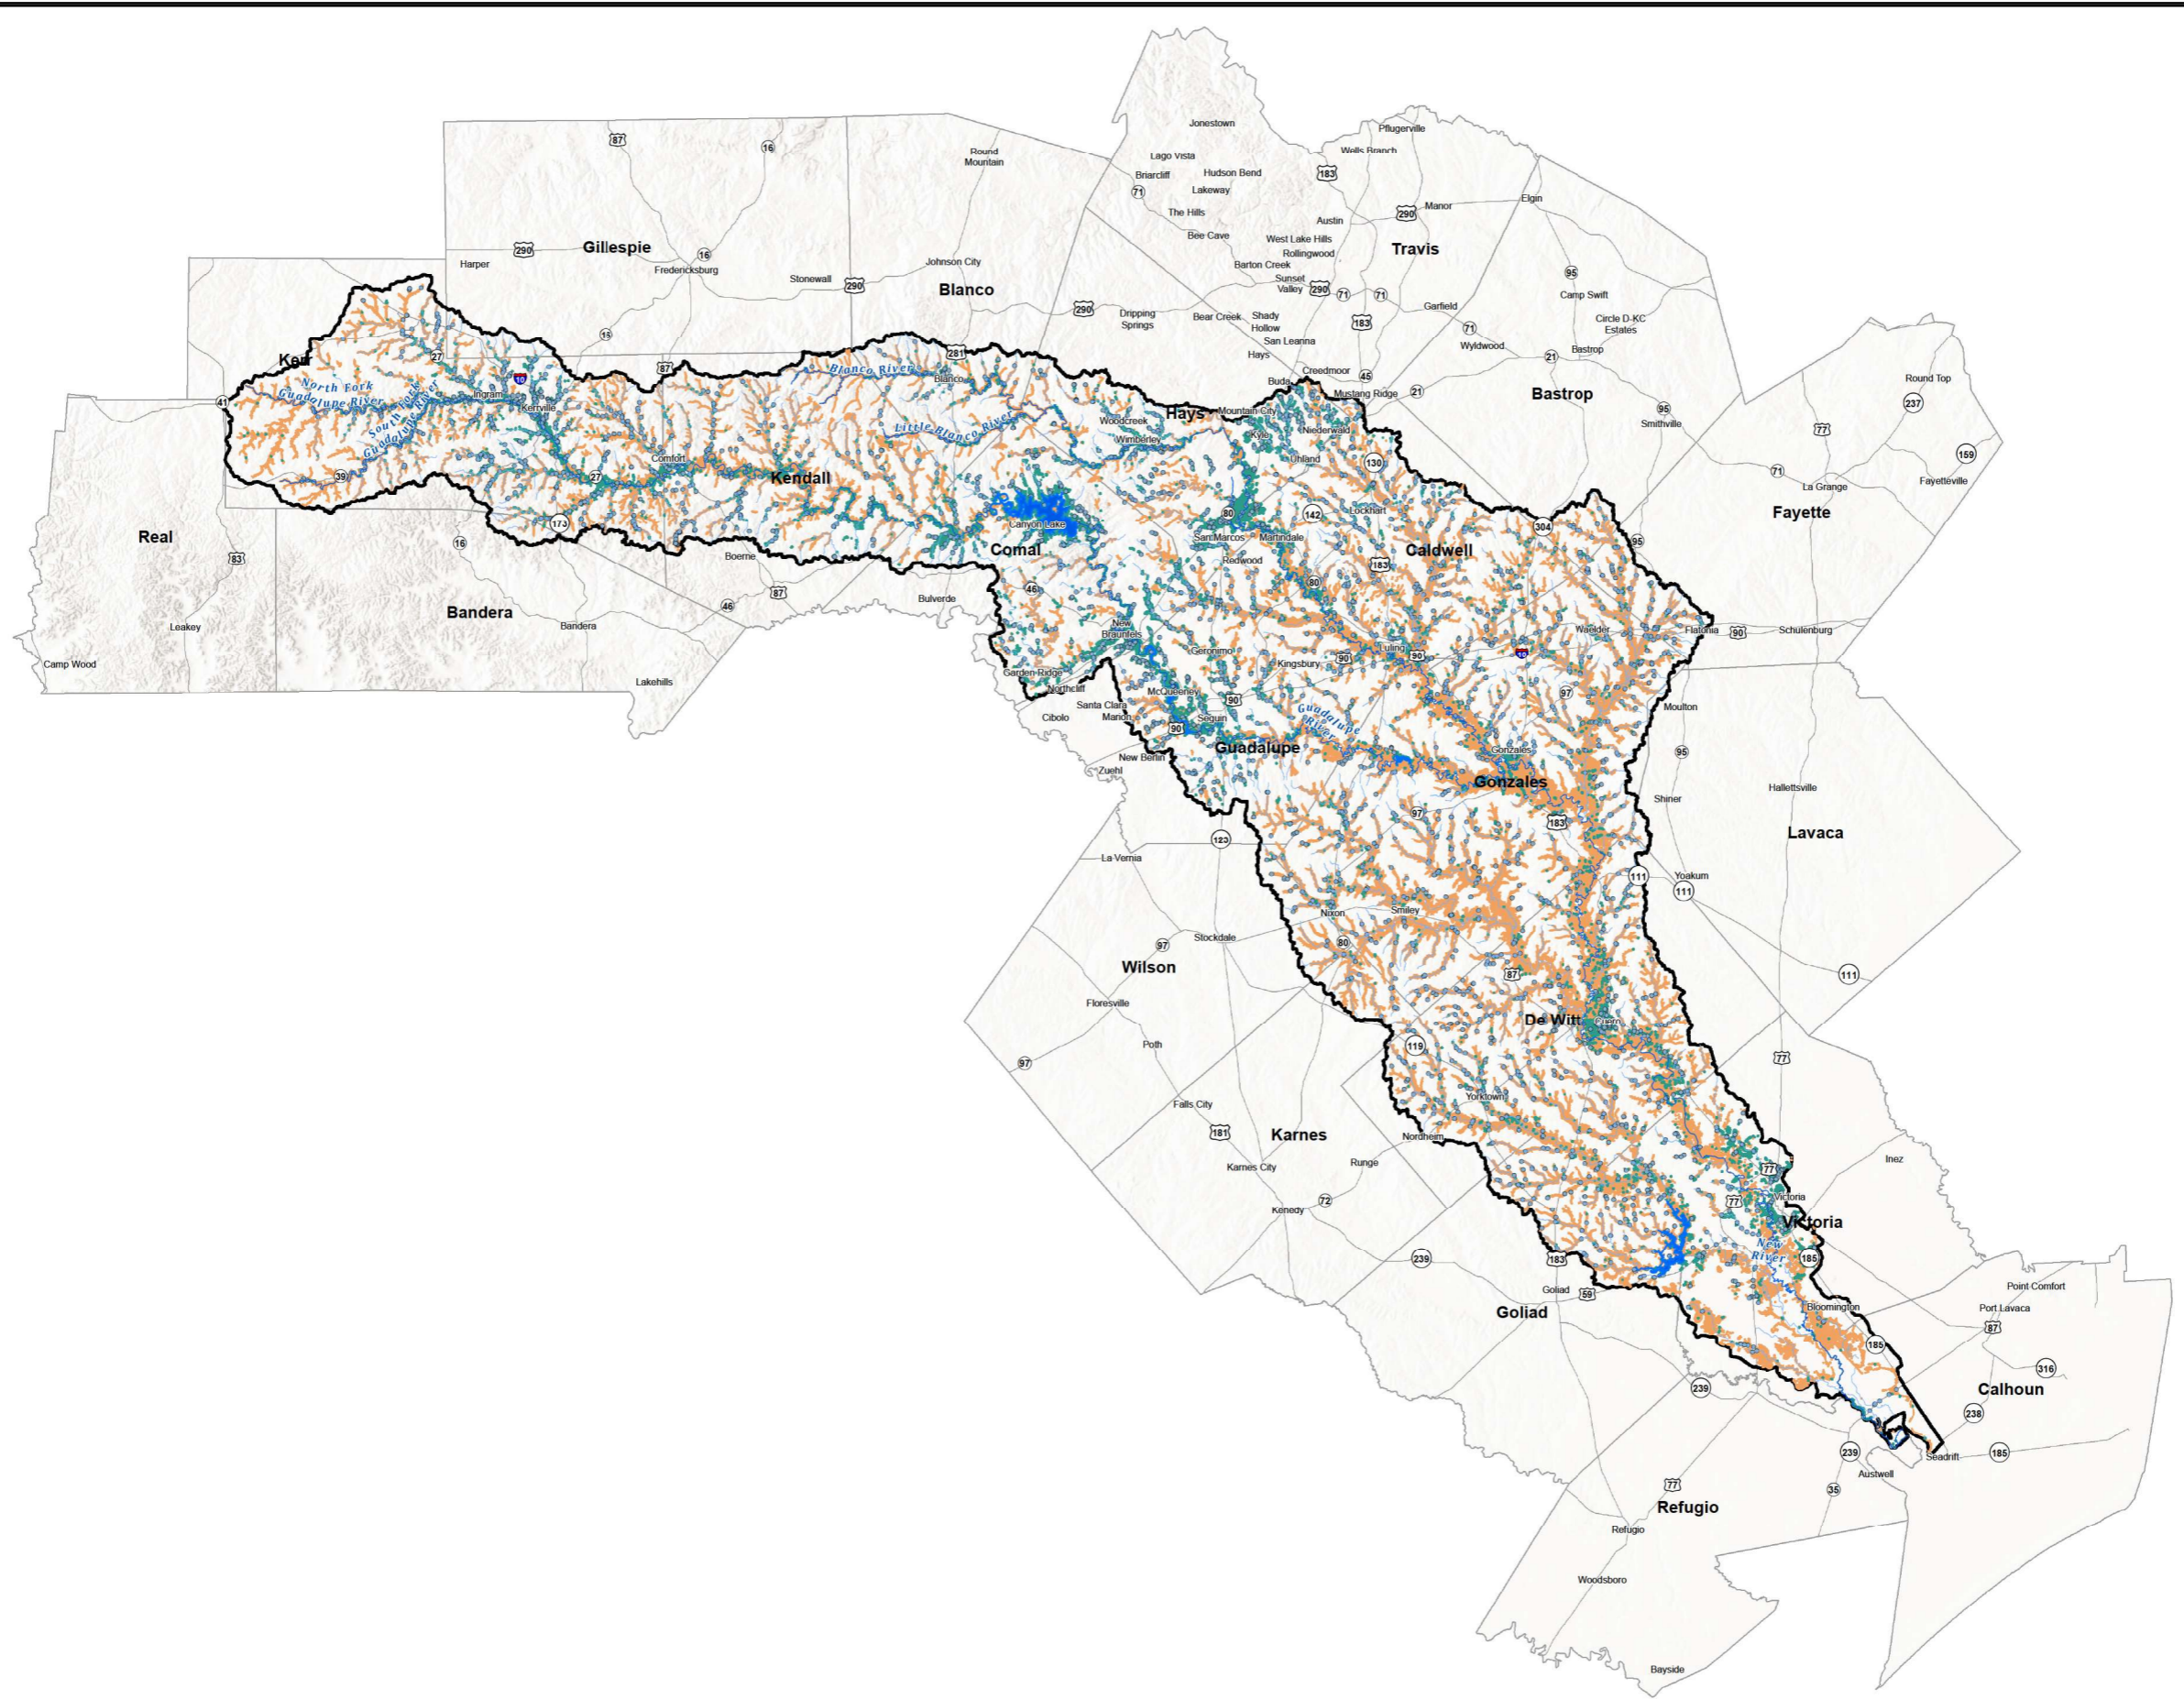 Jonestown
Pflugerville
Wells Branch
87
16
Round
Mountain
Lago Vista
Briarcliff
Hudson Bend
183
71
Lakeway
Elgin
The Hills
290
Manor
Austin
Bee Cave
West Lake Hills
Rollingwood
Travis
290
Gillespie
16
Harper
Fredericksburg
Johnson City
Barton Creek
Stonewall
290
Blanco
Sunset
Valley
290
71
71
95
Camp Swift
290
Dripping
Springs
Bear Creek
Shady
Hollow
183
Garfield
71
Circle D-KC
Estates
San Leanna
Wyldwood
Bastrop
21
Hays
16
Kerr
27
87
281
Blanco River
Blanco
Creedmoor
45
Buda
Mustang Ridge
21
Bastrop
Round Top
237
North Fork
Guadalupe River
South Fork
Guadalupe River
41
Ingram
10
Kerrville
Little Blanco River
Woodcreek
Wimberley
Hays
Mountain City
Kyle
Niederwald
95
Smithville
77
159
39
Comfort
27
Kendall
Uhland
130
71
La Grange
Fayetteville
173
Canyon Lake
80
142
Lockhart
304
Fayette
Real
83
16
Boerne
Comal
San Marcos
Martindale
Redwood
183
Caldwell
95
87
46
46
Bulverde
80
Bandera
Leakey
Bandera
New
Braunfels
Waelder
Flatonia
90
Schulenburg
Camp Wood
Geronimo
Kingsbury
90
Luling
90
10
Lakehills
Garden Ridge
Northcliff
McQueeney
90
97
Santa Clara
Marion
Cibolo
Seguin
90
Guadalupe
River
Moulton
Guadalupe
Gonzales
95
New Berlin
Zuehl
Gonzales
Hallettsville
Shiner
97
183
123
Lavaca
La Vernia
111
Yoakum
111
Nixon
Smiley
Stockdale
97
80
Wilson
87
111
Floresville
De Witt
Cuero
Poth
119
97
77
Yorktown
Falls City
181
Karnes
Nordheim
Karnes City
Runge
77
Inez
72
Kenedy
77
Victoria
Victoria
New
River
185
239
183
Goliad
59
Point Comfort
Goliad
Bloomington
Port Lavaca
87
185
316
239
Calhoun
238
239
Seadrift
185
Austwell
77
35
Refugio
Refugio
Woodsboro
Bayside